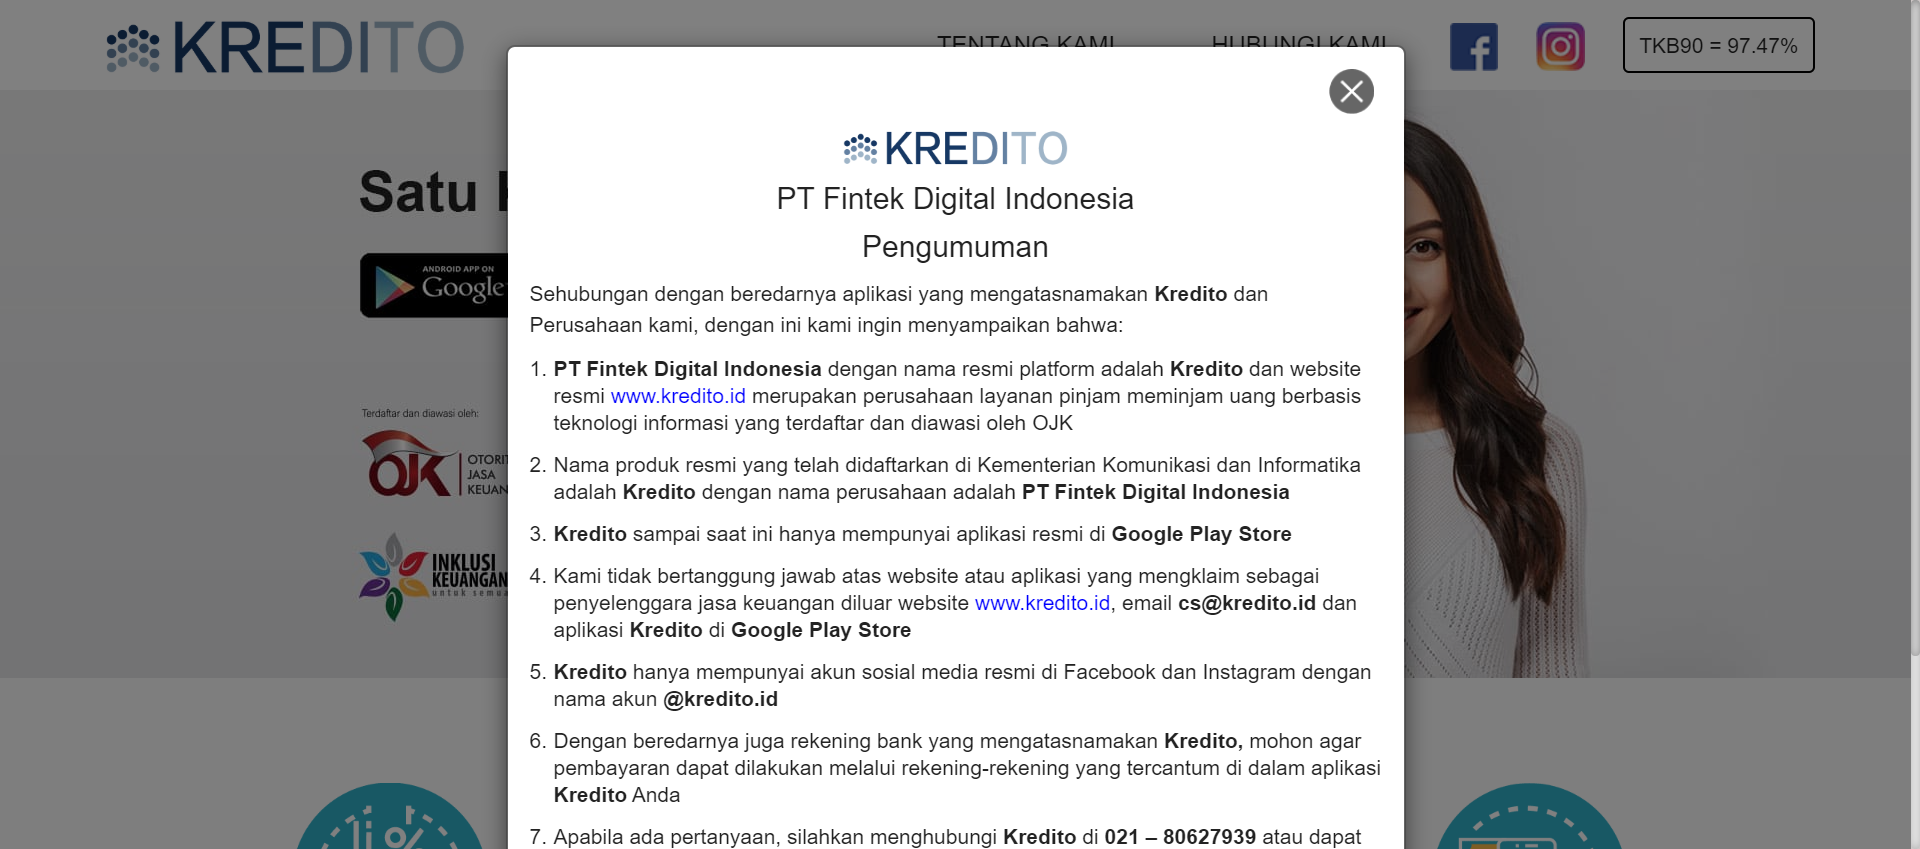 KREDITO
TENTANG KAMI
HUBUNGI KAMI
TKB90 = 97.47%
Satu
ANDROID APP ON
Google
Terdaftar dan diawasi oleh:
OJK
JASA
INKLUSI
KEUANGAN
untuk semua
KREDITO
PT Fintek Digital Indonesia
Pengumuman
Sehubungan dengan beredarnya aplikasi yang mengatasnamakan Kredito dan
Perusahaan kami, dengan ini kami ingin menyampaikan bahwa:
1. PT Fintek Digital Indonesia dengan nama resmi platform adalah Kredito dan website
resmi www.kredito.id merupakan perusahaan layanan pinjam meminjam uang berbasis
teknologi informasi yang terdaftar dan diawasi oleh OJK
2. Nama produk resmi yang telah didaftarkan di Kementerian Komunikasi dan Informatika
adalah Kredito dengan nama perusahaan adalah PT Fintek Digital Indonesia
3. Kredito sampai saat ini hanya mempunyai aplikasi resmi di Google Play Store
4. Kami tidak bertanggung jawab atas website atau aplikasi yang mengklaim sebagai
penyelenggara jasa keuangan diluar website www.kredito.id, email cs@kredito.id dan
aplikasi Kredito di Google Play Store
5. Kredito hanya mempunyai akun sosial media resmi di Facebook dan Instagram dengan
nama akun @kredito.id
6. Dengan beredarnya juga rekening bank yang mengatasnamakan Kredito, mohon agar
pembayaran dapat dilakukan melalui rekening-rekening yang tercantum di dalam aplikasi
Kredito Anda
7. Apabila ada pertanyaan, silahkan menghubungi Kredito di 021 – 80627939 atau dapat